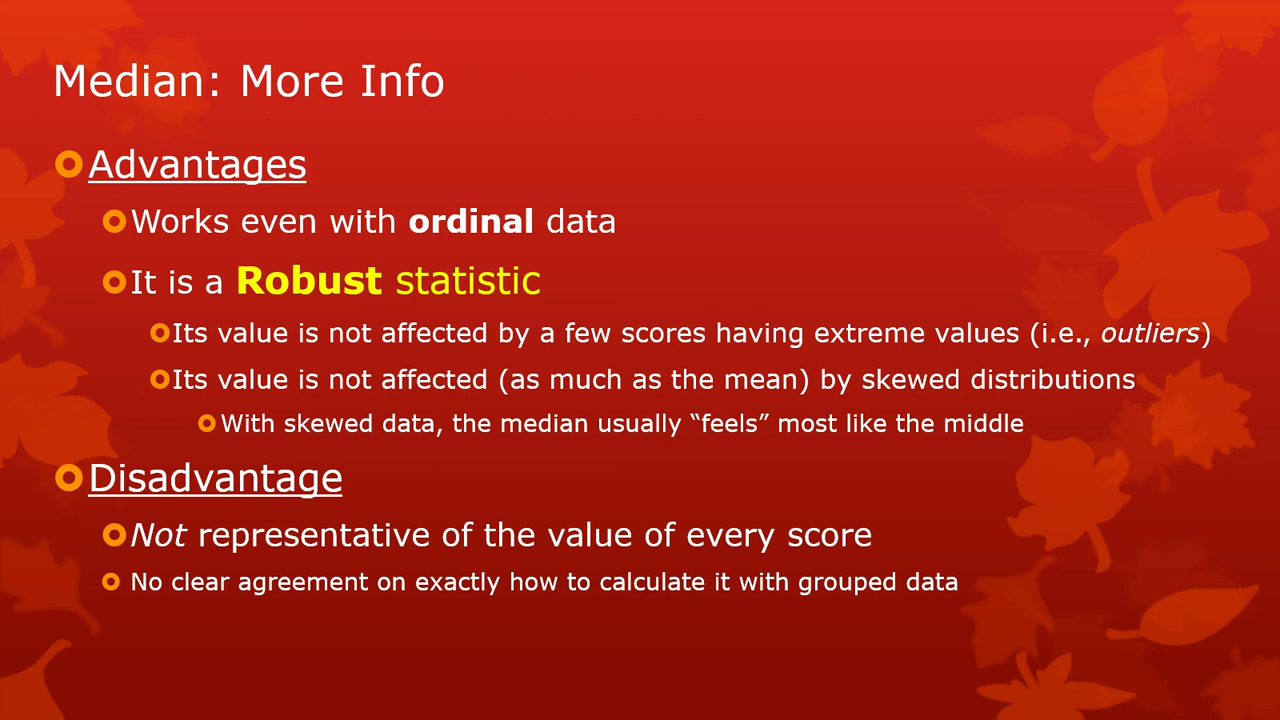 Median: More Info
Advantages
Works even with ordinal data
It is a Robust statistic
Its value is not affected by a few scores having extreme values (i.e., outliers)
Its value is not affected (as much as the mean) by skewed distributions
With skewed data, the median usually “feels” most like the middle
Disadvantage
Not representative of the value of every score
No clear agreement on exactly how to calculate it with grouped data